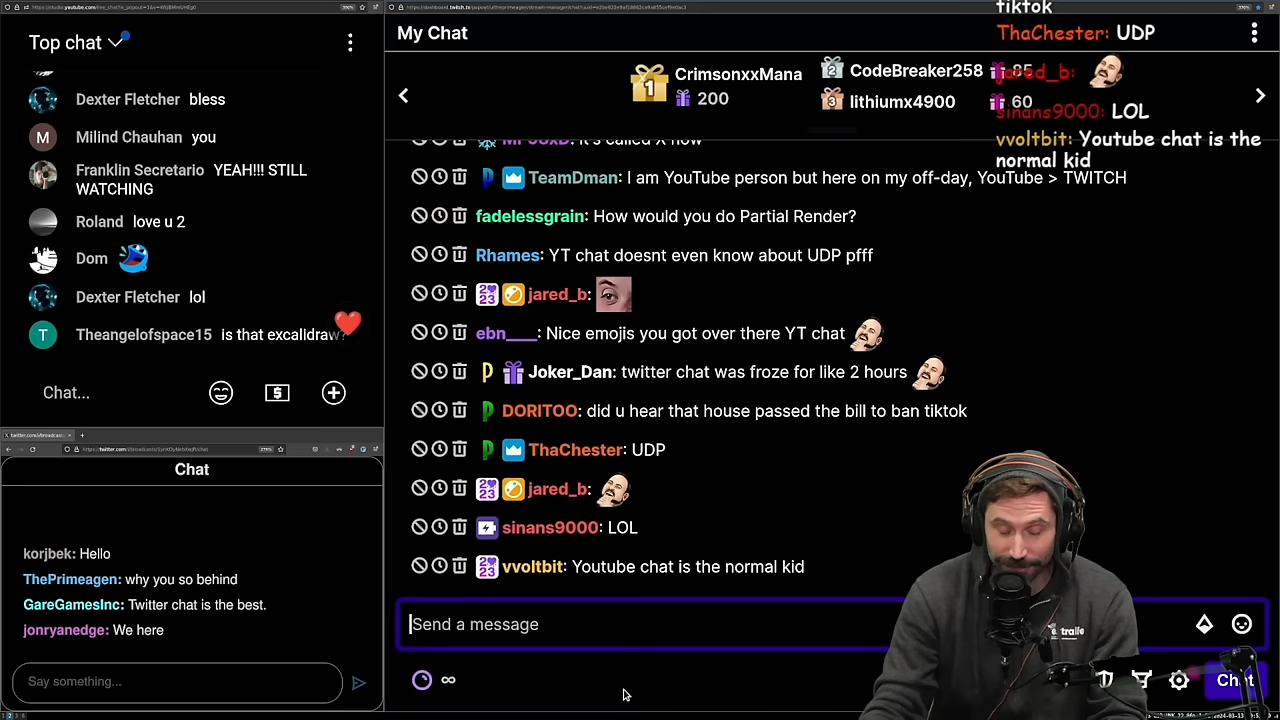 Top chat
Dexter Fletcher bless
M
Milind Chauhan you
Franklin Secretario YEAH!!! STILL
WATCHING
Roland love u 2
Dom
Dexter Fletcher lol
T
Theangelofspace15 is that excalidraw?
Chat...
Chat
korjbek: Hello
ThePrimeagen: why you so behind
GareGamesInc: Twitter chat is the best.
jonryanedge: We here
Say something...
My Chat
1
CrimsonxxMana
200
2
CodeBreaker258
85
3
lithiumx4900
60
it's called X now
TeamDman: I am YouTube person but here on my off-day, YouTube > TWITCH
fadelessgrain: How would you do Partial Render?
Rhames: YT chat doesnt even know about UDP pfff
jared_b:
ebn___: Nice emojis you got over there YT chat
Joker_Dan: twitter chat was froze for like 2 hours
DORITOO: did u hear that house passed the bill to ban tiktok
ThaChester: UDP
jared_b:
sinans9000: LOL
vvoltbit: Youtube chat is the normal kid
Send a message
∞
Chat
tiktok
ThaChester: UDP
jared_b:
sinans9000: LOL
vvoltbit: Youtube chat is the
normal kid